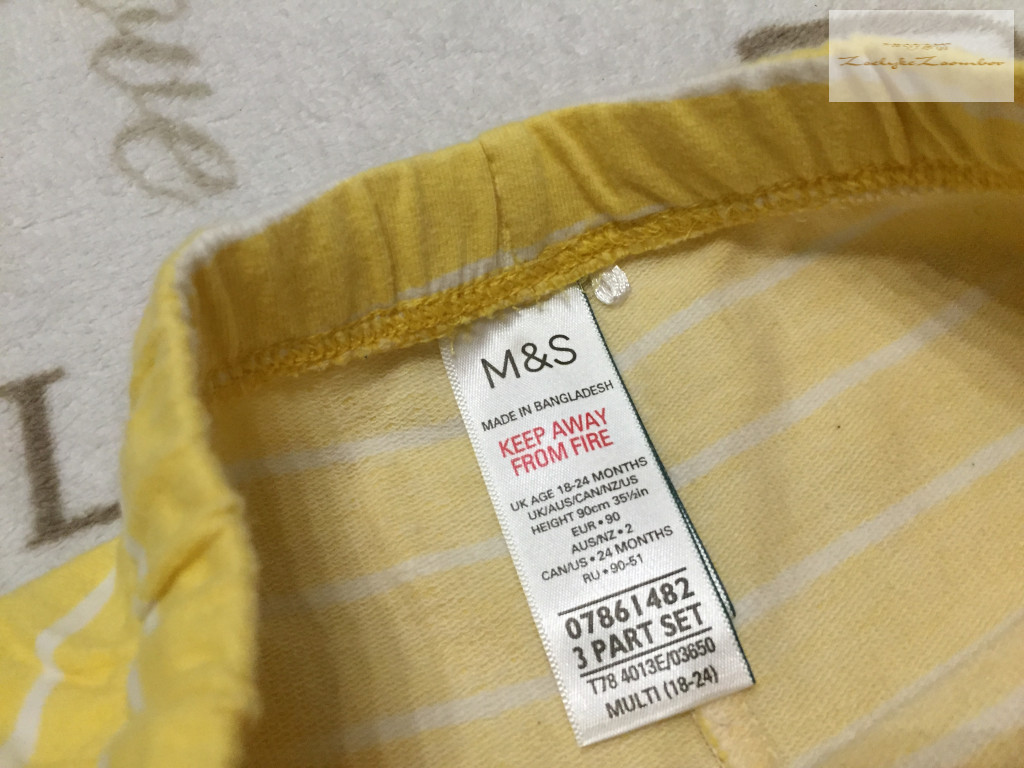 M&S
MADE IN BANGLADESH
KEEP AWAY
FROM FIRE
UK AGE 18-24 MONTHS
UK/AUS/CAN/NZ/US
HEIGHT 90cm 35½in
EUR • 90
AUS/NZ • 2
CAN/US • 24 MONTHS
RU • 90-51
07861482
3 PART SET
T78 4013E/03650
MULTI (18-24)